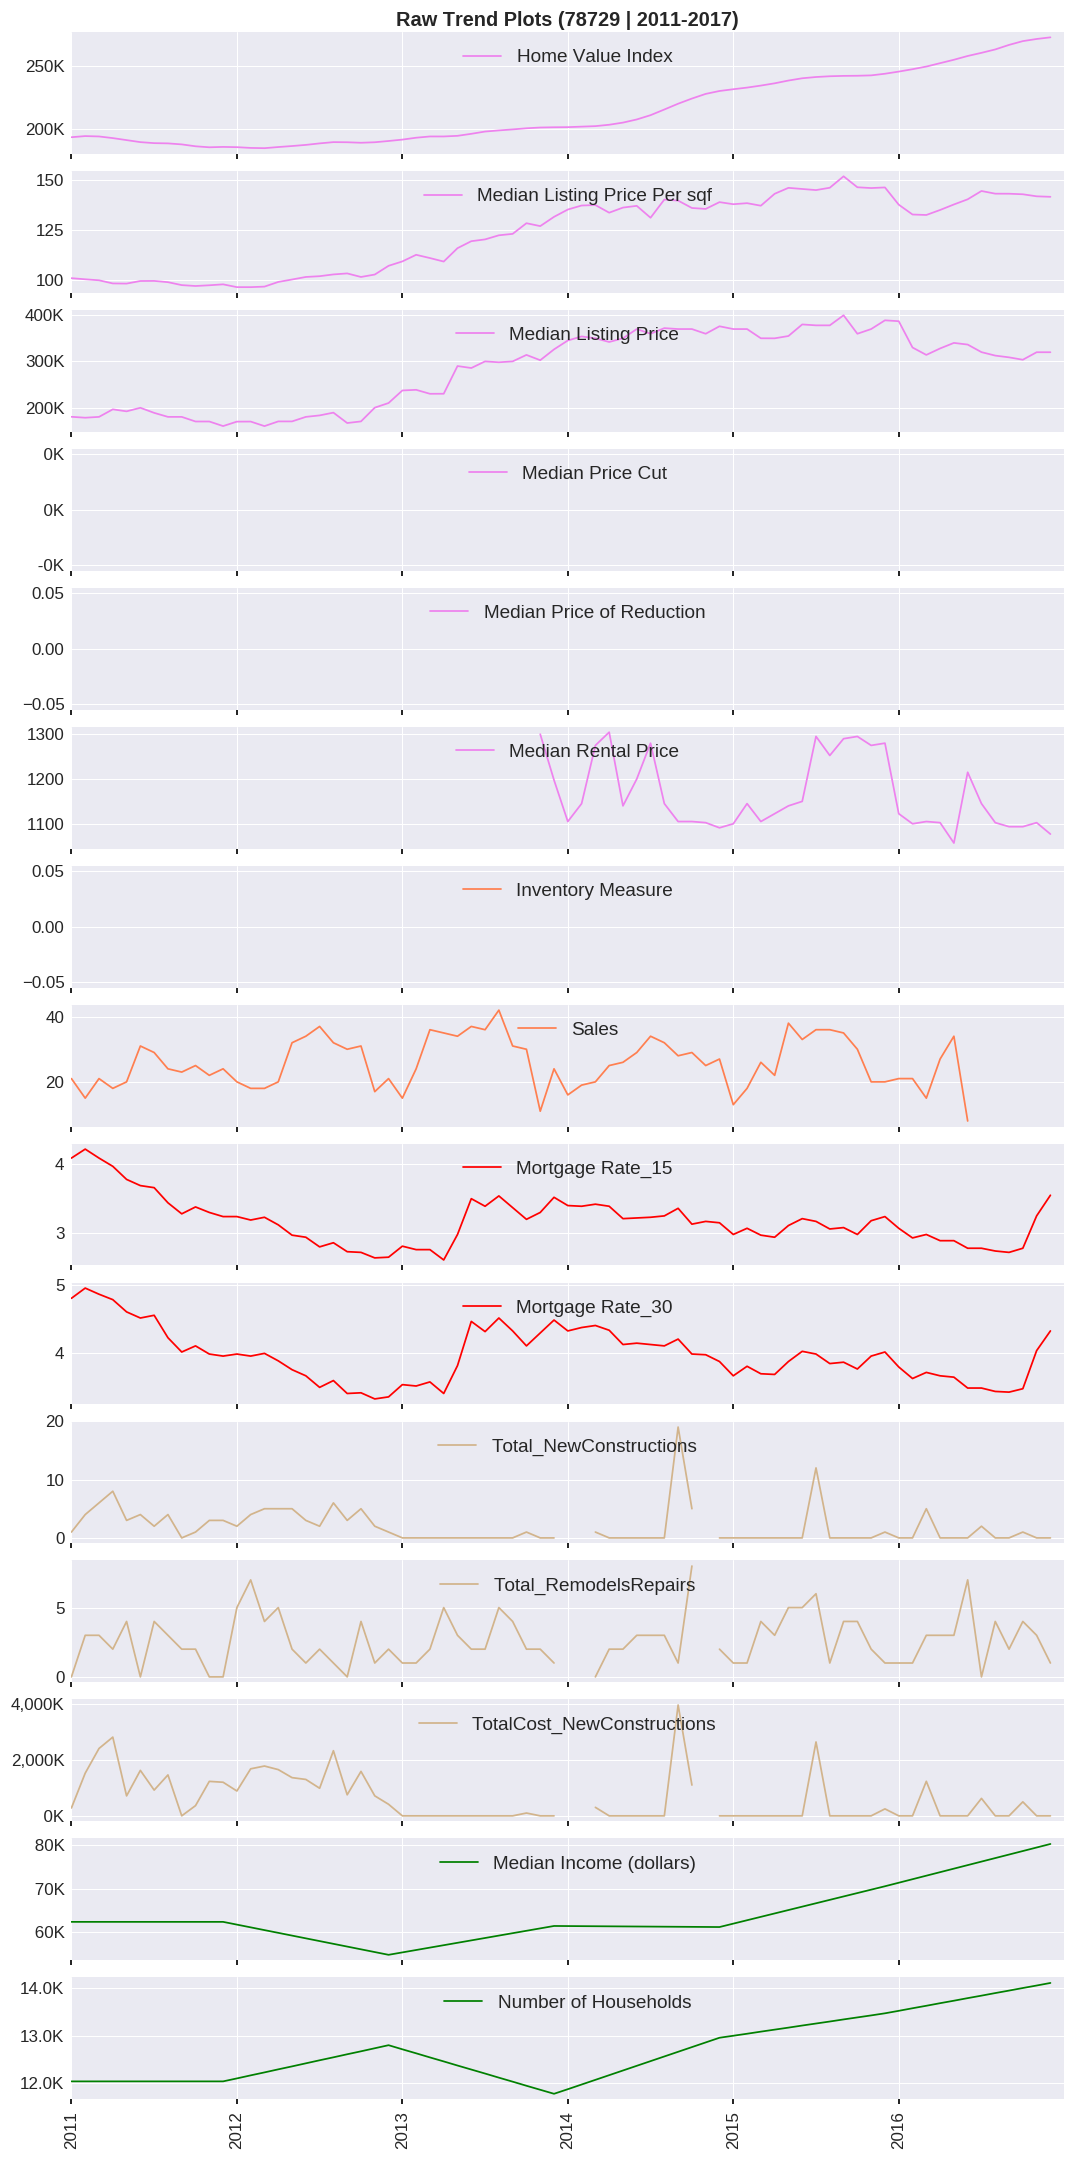 Raw Trend Plots (78729 | 2011-2017)
Home Value Index
250K
200K
Median Listing Price Per sqf
150
125
100
Median Listing Price
400K
300K
200K
Median Price Cut
0K
0K
-0K
Median Price of Reduction
0.05
0.00
−0.05
Median Rental Price
1300
1200
1100
Inventory Measure
0.05
0.00
−0.05
Sales
40
20
Mortgage Rate_15
4
3
Mortgage Rate_30
5
4
Total_NewConstructions
20
10
0
Total_RemodelsRepairs
5
0
TotalCost_NewConstructions
4,000K
2,000K
0K
Median Income (dollars)
80K
70K
60K
Number of Households
14.0K
13.0K
12.0K
2011 2012 2013 2014 2015 2016